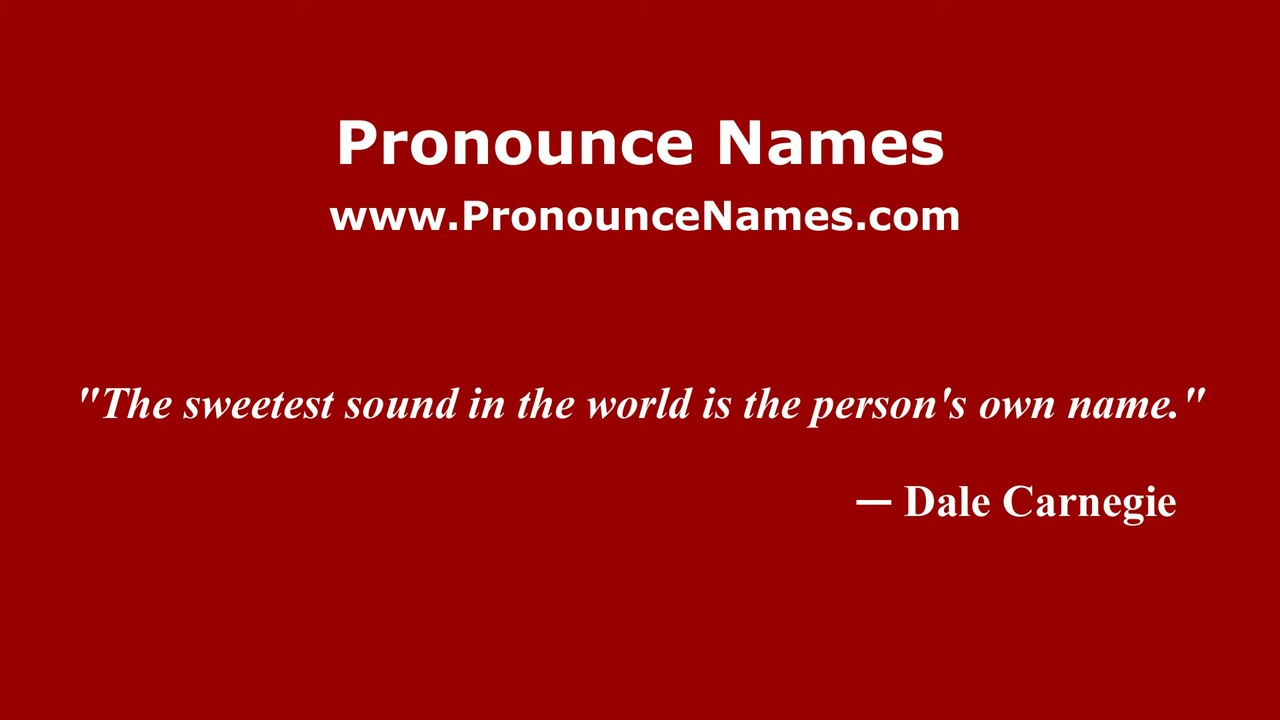 Pronounce Names
www.PronounceNames.com
"The sweetest sound in the world is the person's own name."
— Dale Carnegie